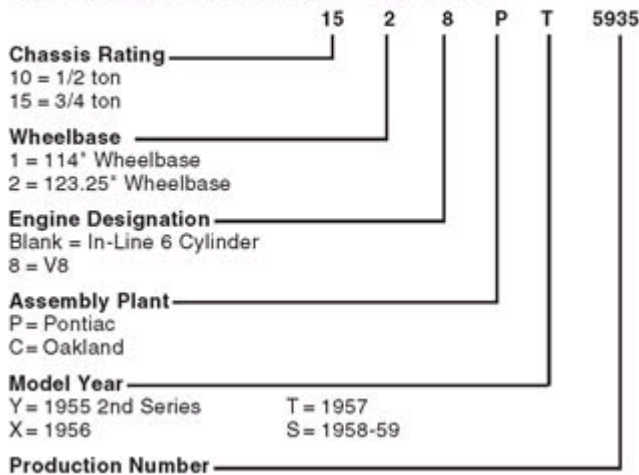 15 2 8 P T 5935
Chassis Rating
10 = 1/2 ton
15 = 3/4 ton
Wheelbase
1 = 114" Wheelbase
2 = 123.25" Wheelbase
Engine Designation
Blank = In-Line 6 Cylinder
8 = V8
Assembly Plant
P = Pontiac
C = Oakland
Model Year
Y = 1955 2nd Series T = 1957
X = 1956 S = 1958-59
Production Number